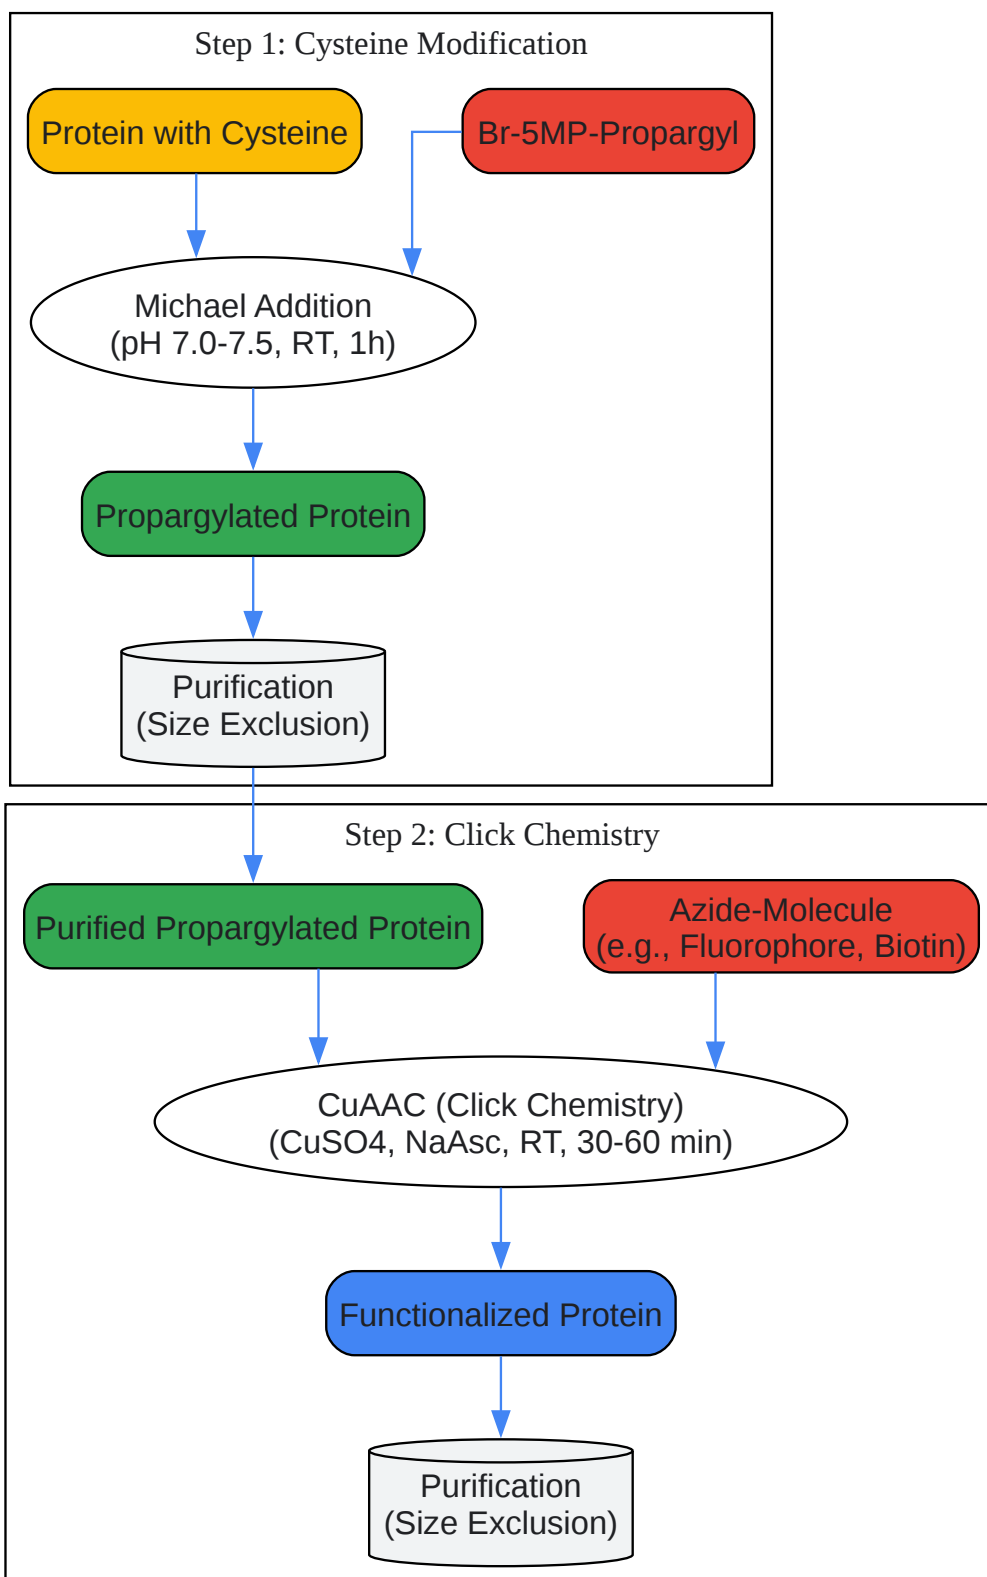 Step 1: Cysteine Modification
Protein with Cysteine
Br-5MP-Propargyl
Michael Addition
(pH 7.0-7.5, RT, 1h)
Propargylated Protein
Purification
(Size Exclusion)
Step 2: Click Chemistry
Purified Propargylated Protein
Azide-Molecule
(e.g., Fluorophore, Biotin)
CuAAC (Click Chemistry)
(CuSO4, NaAsc, RT, 30-60 min)
Functionalized Protein
Purification
(Size Exclusion)